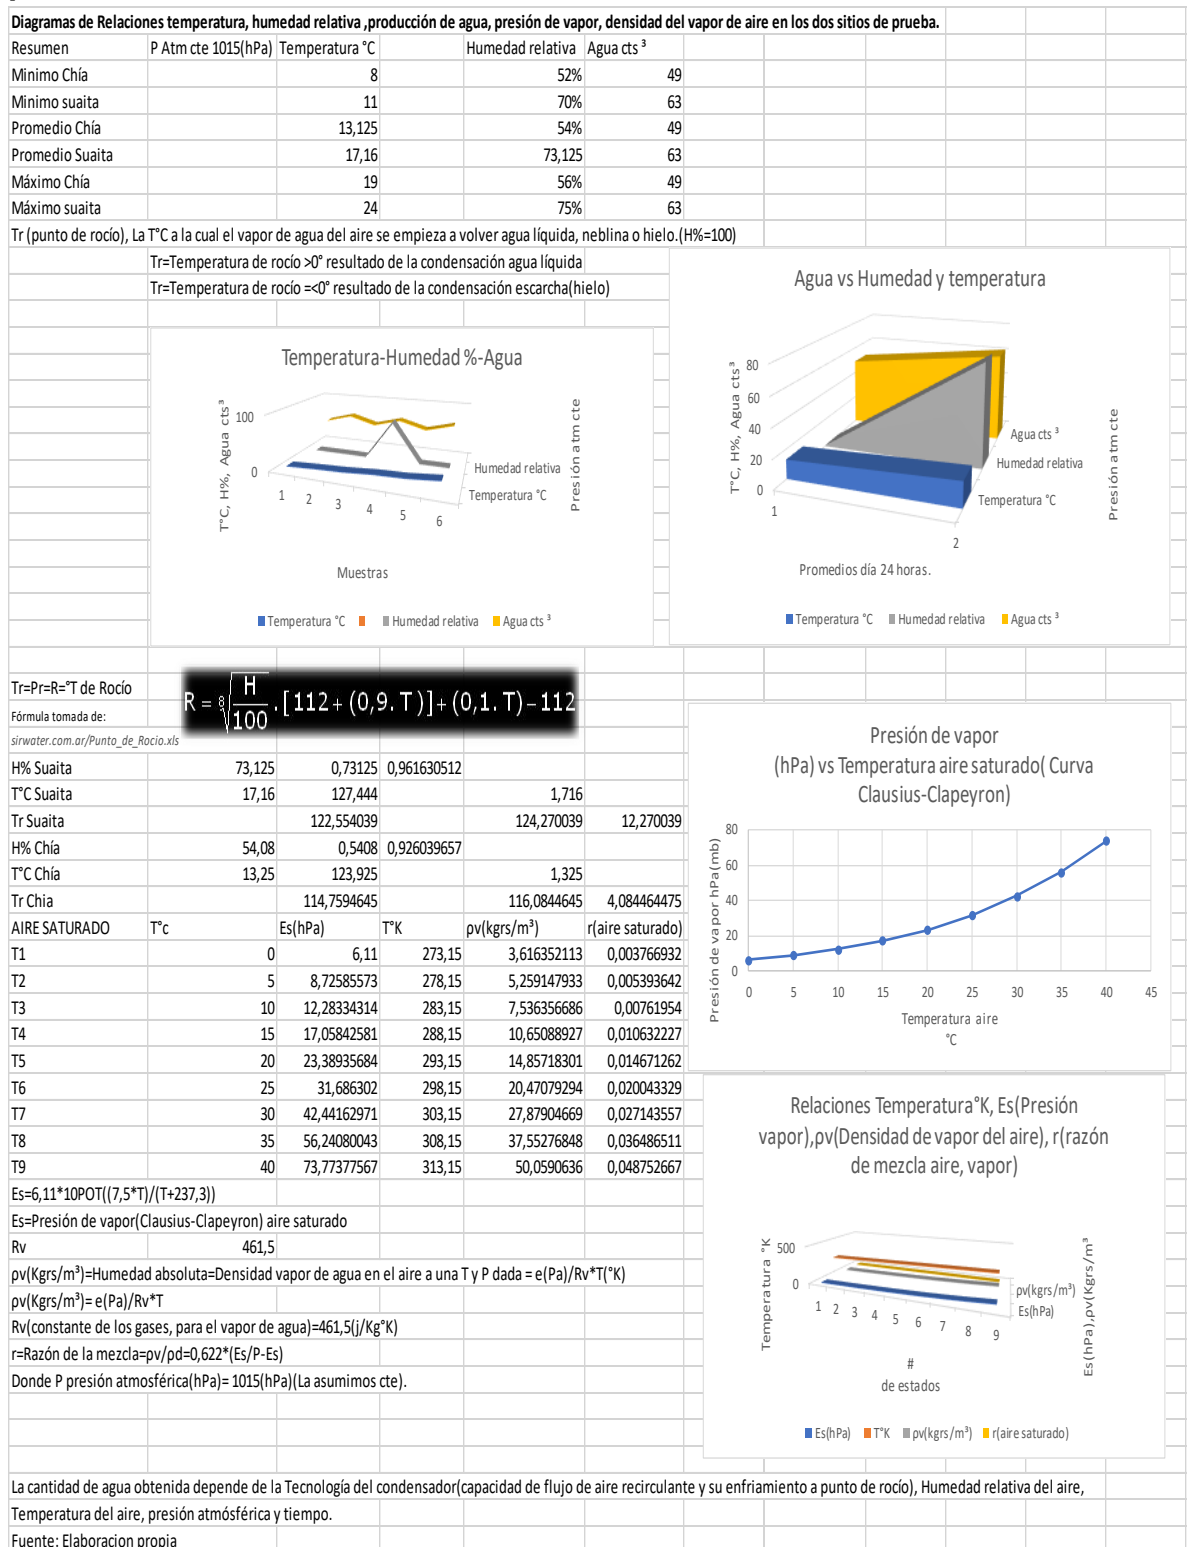 Diagramas de Relaciones temperatura, humedad relativa ,producción de agua, presión de vapor, densidad del vapor de aire en los dos sitios de prueba.
Resumen P Atm cte 1015(hPa) Temperatura °C Humedad relativa Agua cts ³
Minimo Chía 8 52% 49
Minimo suaita 11 70% 63
Promedio Chía 13,125 54% 49
Promedio Suaita 17,16 73,125 63
Máximo Chía 19 56% 49
Máximo suaita 24 75% 63
Tr (punto de rocío), La T°C a la cual el vapor de agua del aire se empieza a volver agua líquida, neblina o hielo.(H%=100)
Tr=Temperatura de rocío >0° resultado de la condensación agua líquida
Tr=Temperatura de rocío =<0° resultado de la condensación escarcha(hielo)
Temperatura-Humedad %-Agua
T°C, H%, Agua cts³
100
0
1 2 3 4 5 6
Humedad relativa
Temperatura °C
Presión atm cte
Muestras
Temperatura °C Humedad relativa Agua cts ³
Agua vs Humedad y temperatura
T°C, H%, Agua cts³
80
60
40
20
0
1
2
Agua cts ³
Humedad relativa
Temperatura °C
Presión atm cte
Promedios día 24 horas.
Temperatura °C Humedad relativa Agua cts ³
Tr=Pr=R=°T de Rocío
R = 8√H/100 . [112 + (0,9. T )] + (0,1. T) – 112
Fórmula tomada de:
sirwater.com.ar/Punto_de_Rocio.xls
H% Suaita 73,125 0,73125 0,961630512
T°C Suaita 17,16 127,444 1,716
Tr Suaita 122,554039 124,270039 12,270039
H% Chía 54,08 0,5408 0,926039657
T°C Chía 13,25 123,925 1,325
Tr Chia 114,7594645 116,0844645 4,084464475
AIRE SATURADO T°c Es(hPa) T°K ρv(kgrs/m³) r(aire saturado)
T1 0 6,11 273,15 3,616352113 0,003766932
T2 5 8,72585573 278,15 5,259147933 0,005393642
T3 10 12,28334314 283,15 7,536356686 0,00761954
T4 15 17,05842581 288,15 10,65088927 0,010632227
T5 20 23,38935684 293,15 14,85718301 0,014671262
T6 25 31,686302 298,15 20,47079294 0,020043329
T7 30 42,44162971 303,15 27,87904669 0,027143557
T8 35 56,24080043 308,15 37,55276848 0,036486511
T9 40 73,77377567 313,15 50,0590636 0,048752667
Es=6,11*10POT((7,5*T)/(T+237,3))
Es=Presión de vapor(Clausius-Clapeyron) aire saturado
Rv 461,5
ρv(Kgrs/m³)=Humedad absoluta=Densidad vapor de agua en el aire a una T y P dada = e(Pa)/Rv*T(°K)
ρv(Kgrs/m³)= e(Pa)/Rv*T
Rv(constante de los gases, para el vapor de agua)=461,5(j/Kg°K)
r=Razón de la mezcla=ρv/ρd=0,622*(Es/P-Es)
Donde P presión atmosférica(hPa)= 1015(hPa)(La asumimos cte).
Presión de vapor
(hPa) vs Temperatura aire saturado( Curva
Clausius-Clapeyron)
Presión de vapor hPa(mb)
80
60
40
20
0
0 5 10 15 20 25 30 35 40 45
Temperatura aire
°C
Relaciones Temperatura°K, Es(Presión
vapor),ρv(Densidad de vapor del aire), r(razón
de mezcla aire, vapor)
Temperatura °K
500
0
1 2 3 4 5 6 7 8 9
ρv(kgrs/m³)
Es(hPa)
Es(hPa),ρv(Kgrs/m³
#
de estados
Es(hPa) T°K ρv(kgrs/m³) r(aire saturado)
La cantidad de agua obtenida depende de la Tecnología del condensador(capacidad de flujo de aire recirculante y su enfriamiento a punto de rocío), Humedad relativa del aire,
Temperatura del aire, presión atmósférica y tiempo.
Fuente: Elaboracion propia